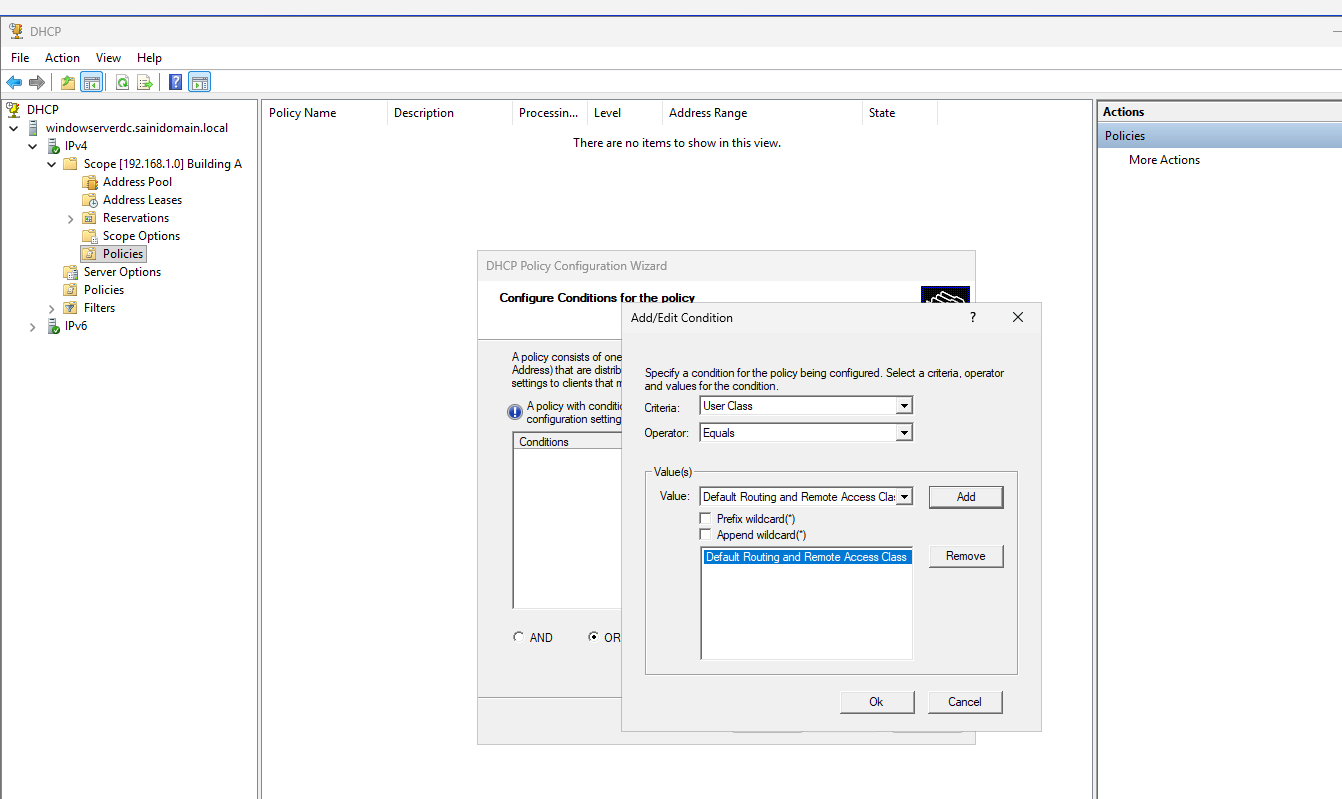 DHCP
File Action View Help
DHCP
windowserverdc.sainidomain.local
IPv4
Scope [192.168.1.0] Building A
Address Pool
Address Leases
Reservations
Scope Options
Policies
Server Options
Policies
Filters
IPv6
Policy Name Description Processin... Level Address Range State
There are no items to show in this view.
Actions
Policies
More Actions
DHCP Policy Configuration Wizard
Configure Conditions for the policy
A policy consists of one
Address) that are distrib
settings to clients that m
A policy with conditio
configuration setting
Conditions
AND OR
Add/Edit Condition
?
Specify a condition for the policy being configured. Select a criteria, operator
and values for the condition.
Criteria: User Class
Operator: Equals
Value(s)
Value: Default Routing and Remote Access Clas Add
Prefix wildcard(*)
Append wildcard(*)
Default Routing and Remote Access Class Remove
Ok Cancel